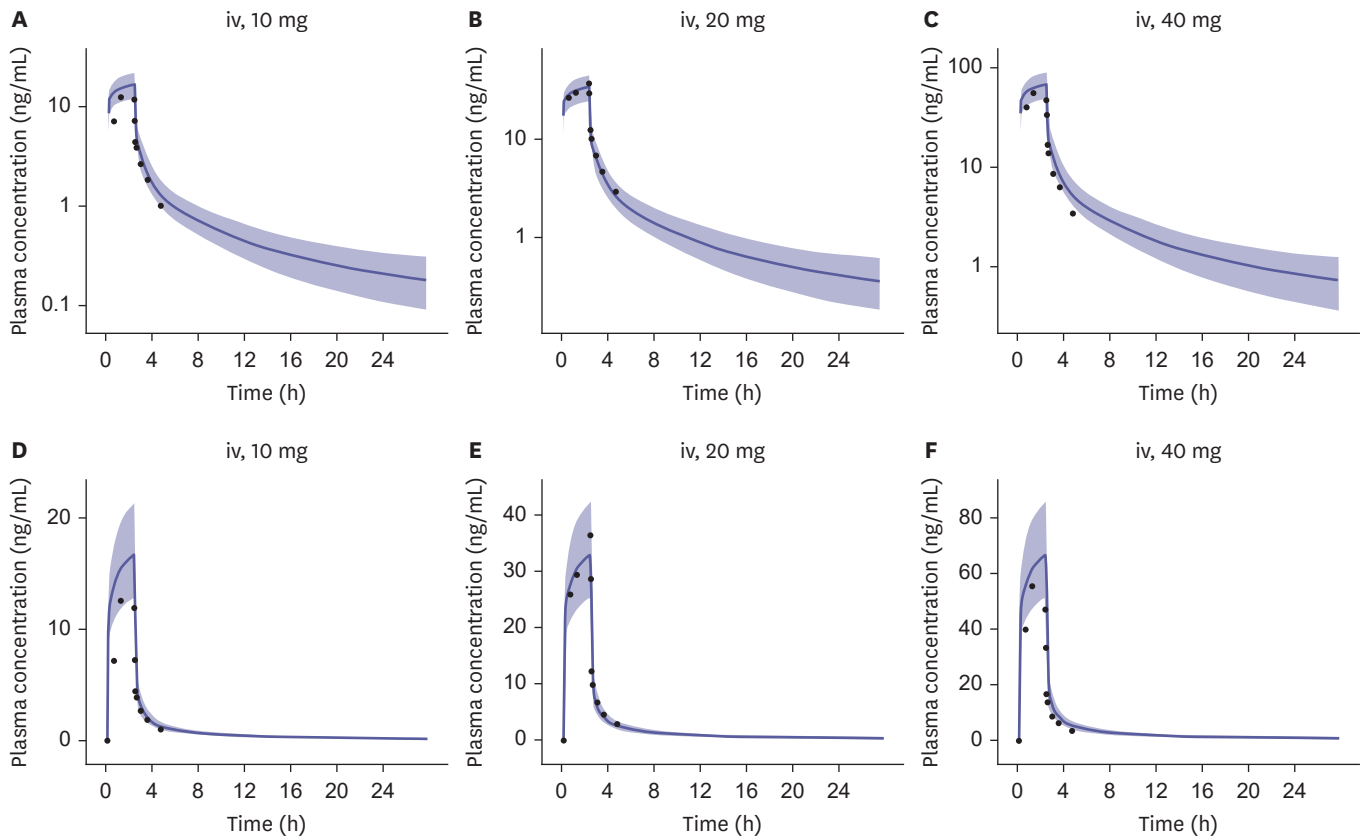 A
iv, 10 mg
Plasma concentration (ng/mL)
10
1
0.1
0 4 8 12 16 20 24
Time (h)
B
iv, 20 mg
Plasma concentration (ng/mL)
10
1
0 4 8 12 16 20 24
Time (h)
C
iv, 40 mg
Plasma concentration (ng/mL)
100
10
1
0 4 8 12 16 20 24
Time (h)
D
iv, 10 mg
Plasma concentration (ng/mL)
20
10
0
0 4 8 12 16 20 24
Time (h)
E
iv, 20 mg
Plasma concentration (ng/mL)
40
30
20
10
0
0 4 8 12 16 20 24
Time (h)
F
iv, 40 mg
Plasma concentration (ng/mL)
80
60
40
20
0
0 4 8 12 16 20 24
Time (h)